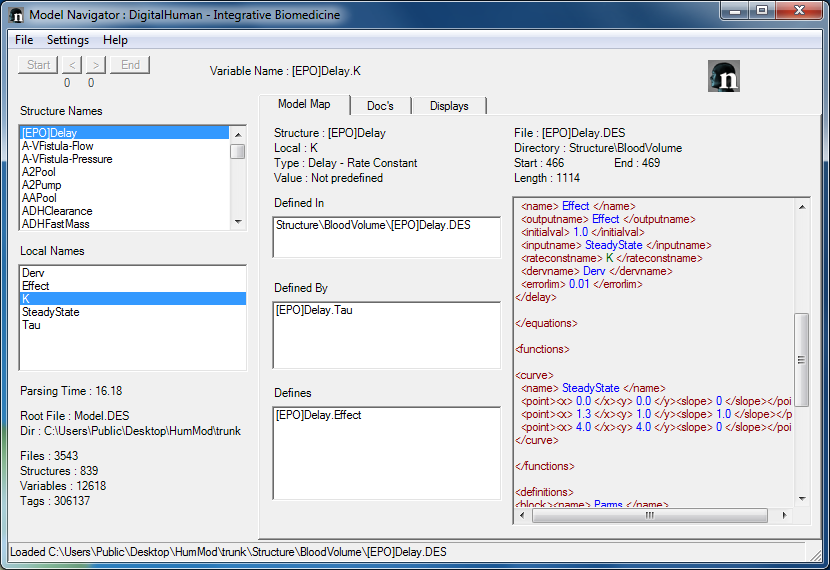 Model Navigator : DigitalHuman - Integrative Biomedicine
File Settings Help
Start < > End
0 0
Variable Name : [EPO]Delay.K
n
Structure Names
[EPO]Delay
A-VFistula-Flow
A-VFistula-Pressure
A2Pool
A2Pump
AAPool
ADHClearance
ADHFastMass
Local Names
Derv
Effect
K
SteadyState
Tau
Parsing Time : 16.18
Root File : Model.DES
Dir : C:\Users\Public\Desktop\HumMod\trunk
Files : 3543
Structures : 839
Variables : 12618
Tags : 306137
Model Map Doc's Displays
Structure : [EPO]Delay
Local : K
Type : Delay - Rate Constant
Value : Not predefined
Defined In
Structure\BloodVolume\[EPO]Delay.DES
Defined By
[EPO]Delay.Tau
Defines
[EPO]Delay.Effect
File : [EPO]Delay.DES
Directory : Structure\BloodVolume
Start : 466 End : 469
Length : 1114
<name> Effect </name>
<outputname> Effect </outputname>
<initialval> 1.0 </initialval>
<inputname> SteadyState </inputname>
<rateconstname> K </rateconstname>
<dervname> Derv </dervname>
<errorlim> 0.01 </errorlim>
</delay>
</equations>
<functions>
<curve>
<name> SteadyState </name>
<point><x> 0.0 </x><y> 0.0 </y><slope> 0 </slope></poi
<point><x> 1.3 </x><y> 1.0 </y><slope> 1.0 </slope></p
<point><x> 4.0 </x><y> 4.0 </y><slope> 0 </slope></poi
</curve>
</functions>
<definitions>
<block><name> Parms </name>
Loaded C:\Users\Public\Desktop\HumMod\trunk\Structure\BloodVolume\[EPO]Delay.DES